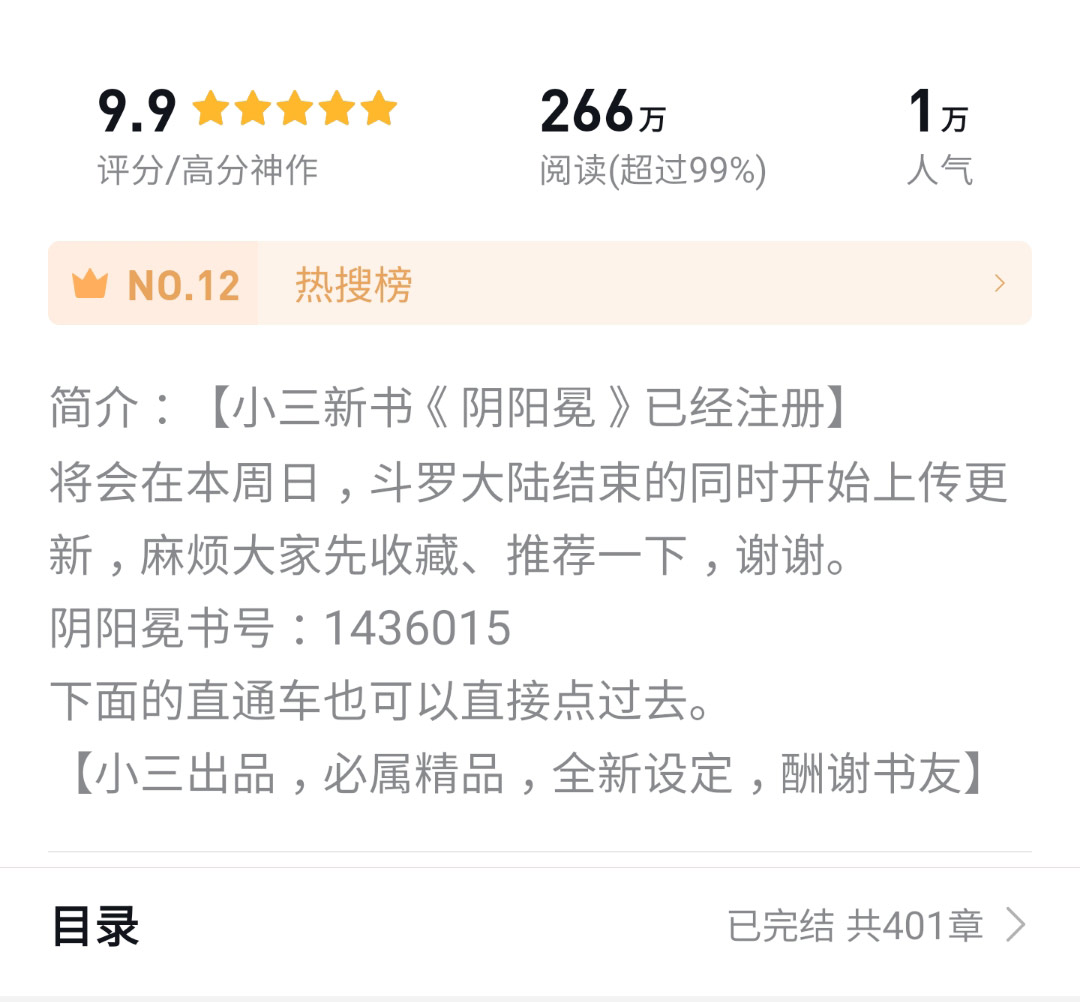 9.9 266万 1万
评分/高分神作 阅读(超过99%) 人气
NO.12 热搜榜
简介：【小三新书《阴阳冕》已经注册】
将会在本周日，斗罗大陆结束的同时开始上传更
新，麻烦大家先收藏、推荐一下，谢谢。
阴阳冕书号：1436015
下面的直通车也可以直接点过去。
【小三出品，必属精品，全新设定，酬谢书友】
目录 已完结 共401章